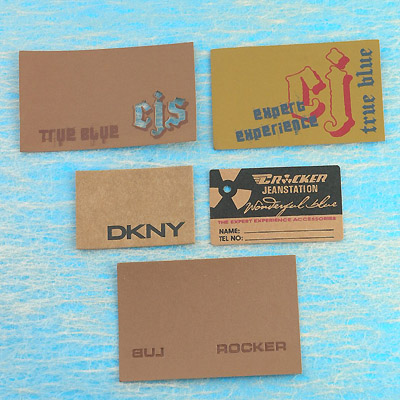 cjs
TRUE BLUE
cj
expert
experience
true blue
DKNY
CROCKER
JEANSTATION
Wonderful blue
THE EXPERT EXPERIENCE ACCESSORIES
NAME:
TEL NO:
BUJ
ROCKER